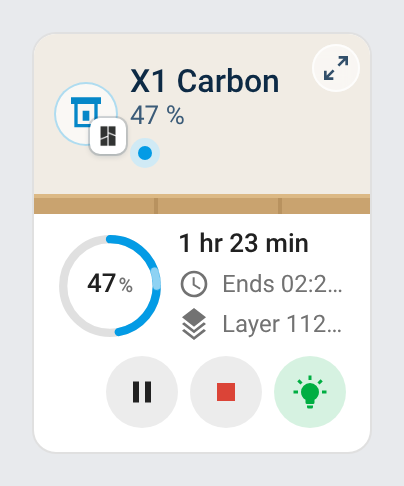 X1 Carbon
47 %
1 hr 23 min
47%
Ends 02:2...
Layer 112...